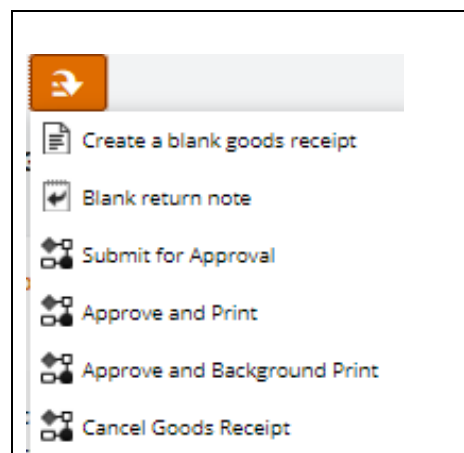 Create a blank goods receipt
Blank return note
Submit for Approval
Approve and Print
Approve and Background Print
Cancel Goods Receipt